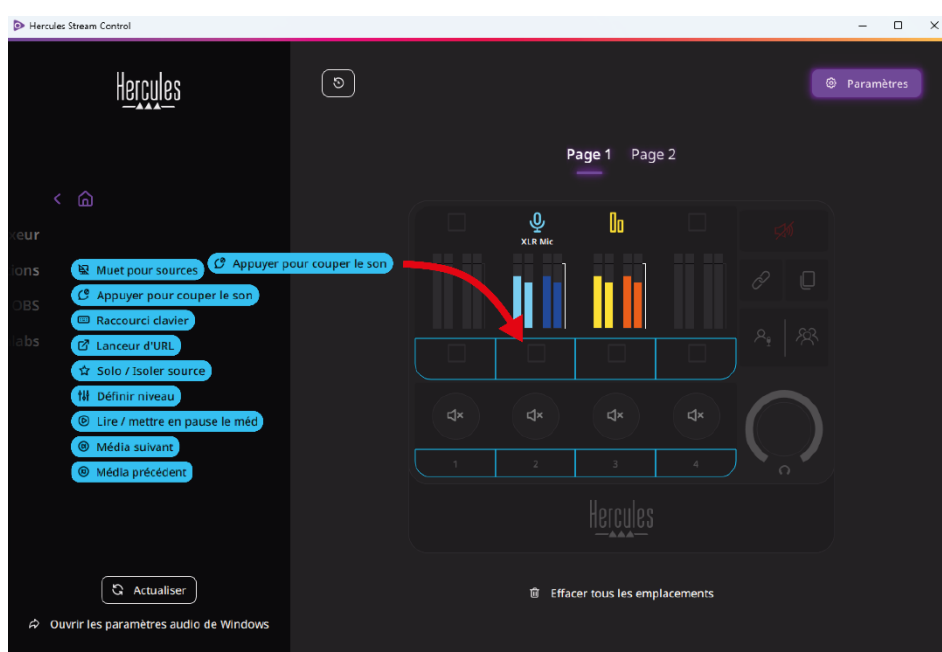 Hercules Stream Control
Hercules
Paramètres
Page 1 Page 2
eur
ons
OBS
abs
XLR Mic
Muet pour sources
Appuyer pour couper le son
Appuyer pour couper le son
Raccourci clavier
Lanceur d'URL
Solo / Isoler source
Définir niveau
Lire / mettre en pause le méd
Média suivant
Média précédent
1 2 3 4
Hercules
Actualiser
Effacer tous les emplacements
Ouvrir les paramètres audio de Windows